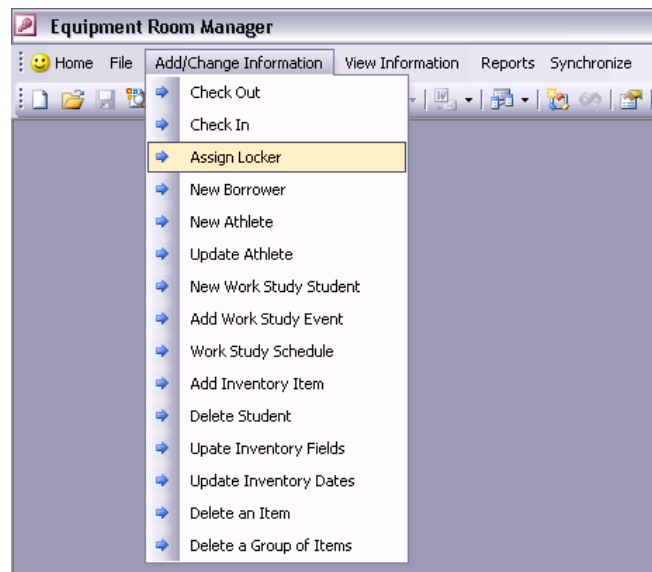 Equipment Room Manager
Home File Add/Change Information View Information Reports Synchronize
Check Out
Check In
Assign Locker
New Borrower
New Athlete
Update Athlete
New Work Study Student
Add Work Study Event
Work Study Schedule
Add Inventory Item
Delete Student
Upate Inventory Fields
Update Inventory Dates
Delete an Item
Delete a Group of Items